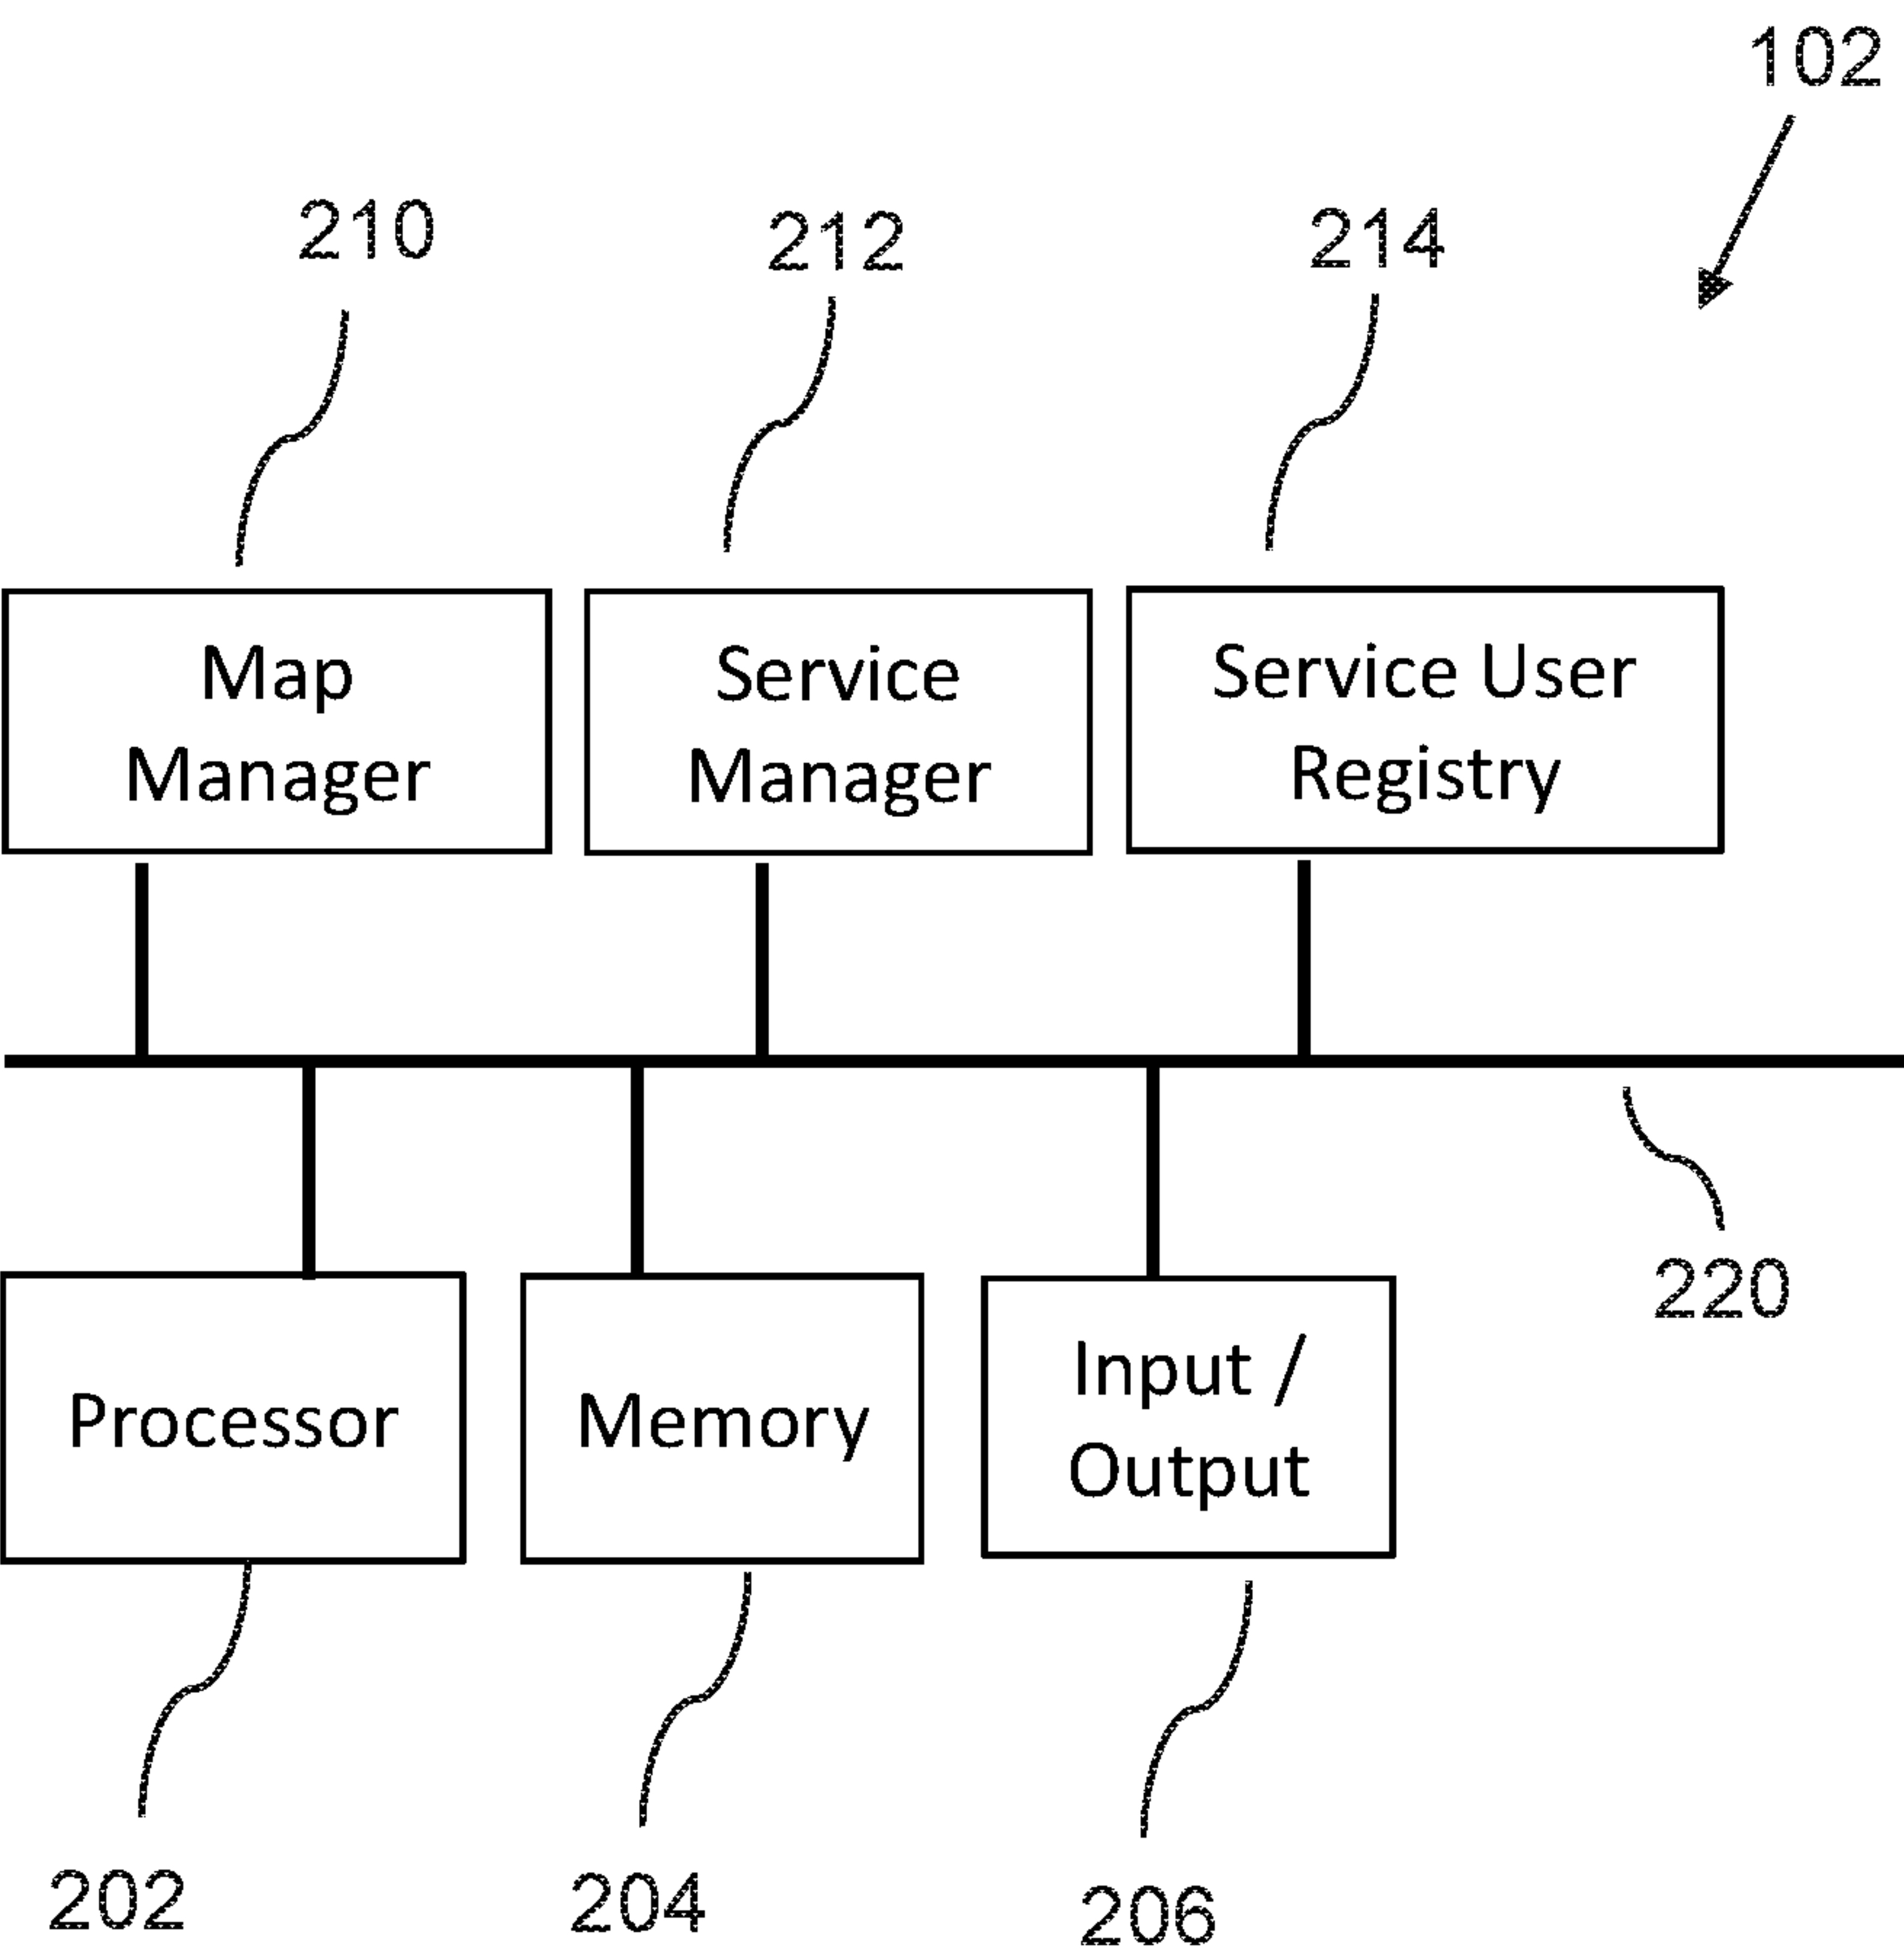 102
210
212
214
Map
Manager
Service
Manager
Service User
Registry
220
Processor
Memory
Input /
Output
202
204
206